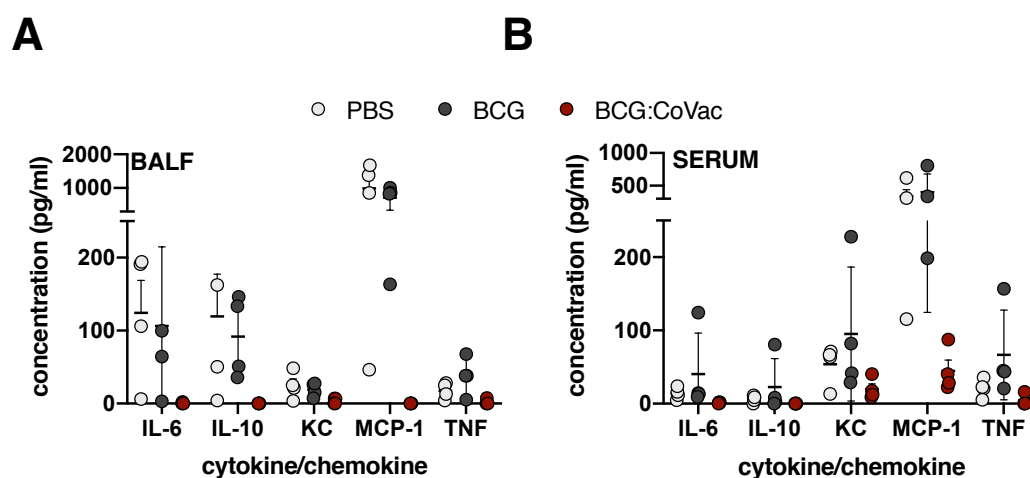 A
B
PBS BCG BCG:CoVac
BALF
concentration (pg/ml)
2000
1000
200
100
0
IL-6 IL-10 KC MCP-1 TNF
cytokine/chemokine
SERUM
concentration (pg/ml)
1000
500
200
100
0
IL-6 IL-10 KC MCP-1 TNF
cytokine/chemokine